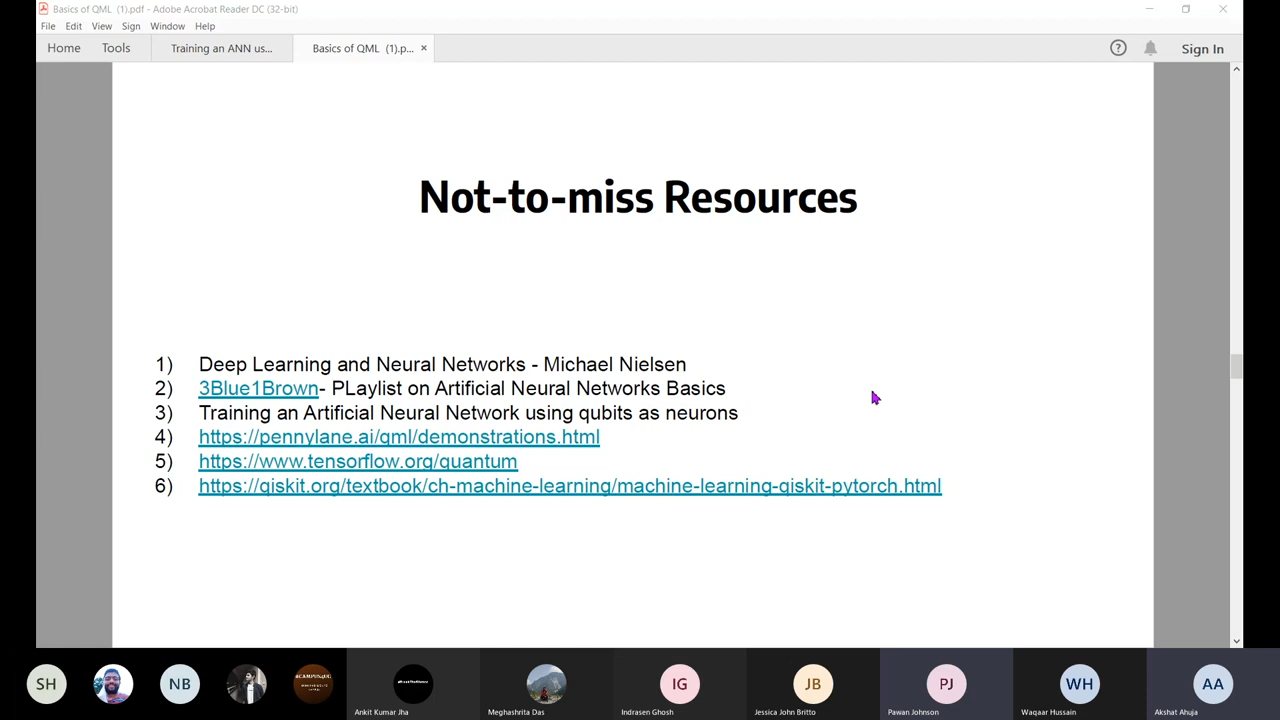 Basics of QML (1).pdf - Adobe Acrobat Reader DC (32-bit)
File Edit View Sign Window Help
Home Tools Training an ANN us... Basics of QML (1).p... × Sign In
Not-to-miss Resources
1) Deep Learning and Neural Networks - Michael Nielsen
2) 3Blue1Brown- PLaylist on Artificial Neural Networks Basics
3) Training an Artificial Neural Network using qubits as neurons
4) https://pennylane.ai/qml/demonstrations.html
5) https://www.tensorflow.org/quantum
6) https://qiskit.org/textbook/ch-machine-learning/machine-learning-qiskit-pytorch.html
SH NB IG JB PJ WH AA
Ankit Kumar Jha Meghashrita Das Indrasen Ghosh Jessica John Britto Pawan Johnson Waqaar Hussain Akshat Ahuja